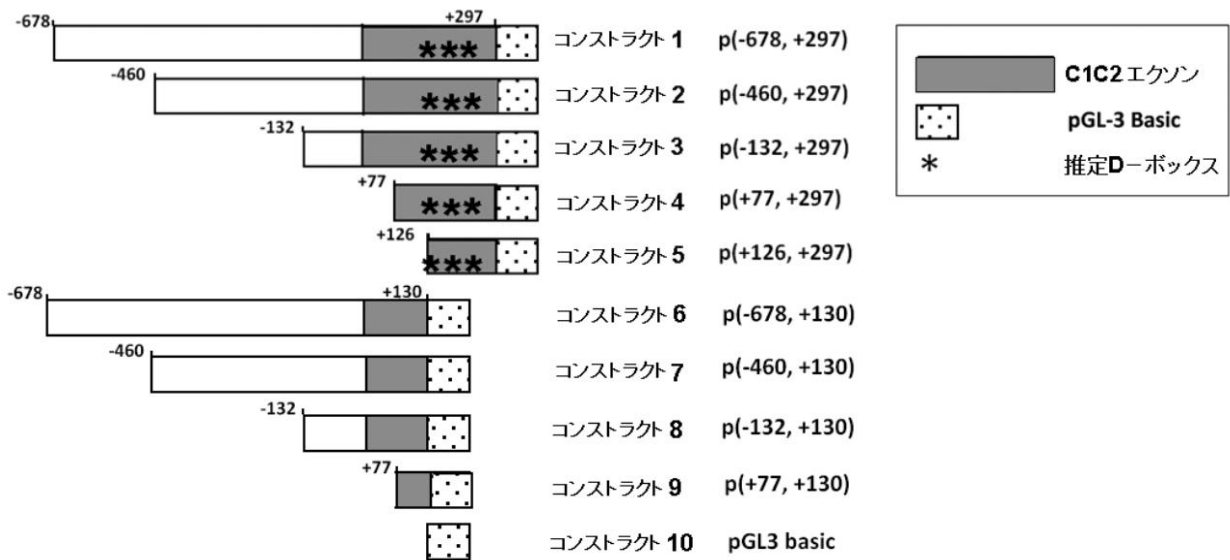 -678 +297
*** コンストラクト 1 p(-678, +297)
-460
*** コンストラクト 2 p(-460, +297)
-132
*** コンストラクト 3 p(-132, +297)
+77
*** コンストラクト 4 p(+77, +297)
+126
*** コンストラクト 5 p(+126, +297)
-678 +130
コンストラクト 6 p(-678, +130)
-460
コンストラクト 7 p(-460, +130)
-132
コンストラクト 8 p(-132, +130)
+77
コンストラクト 9 p(+77, +130)
コンストラクト 10 pGL3 basic
C1C2 エクソン
pGL-3 Basic
* 推定D－ボックス